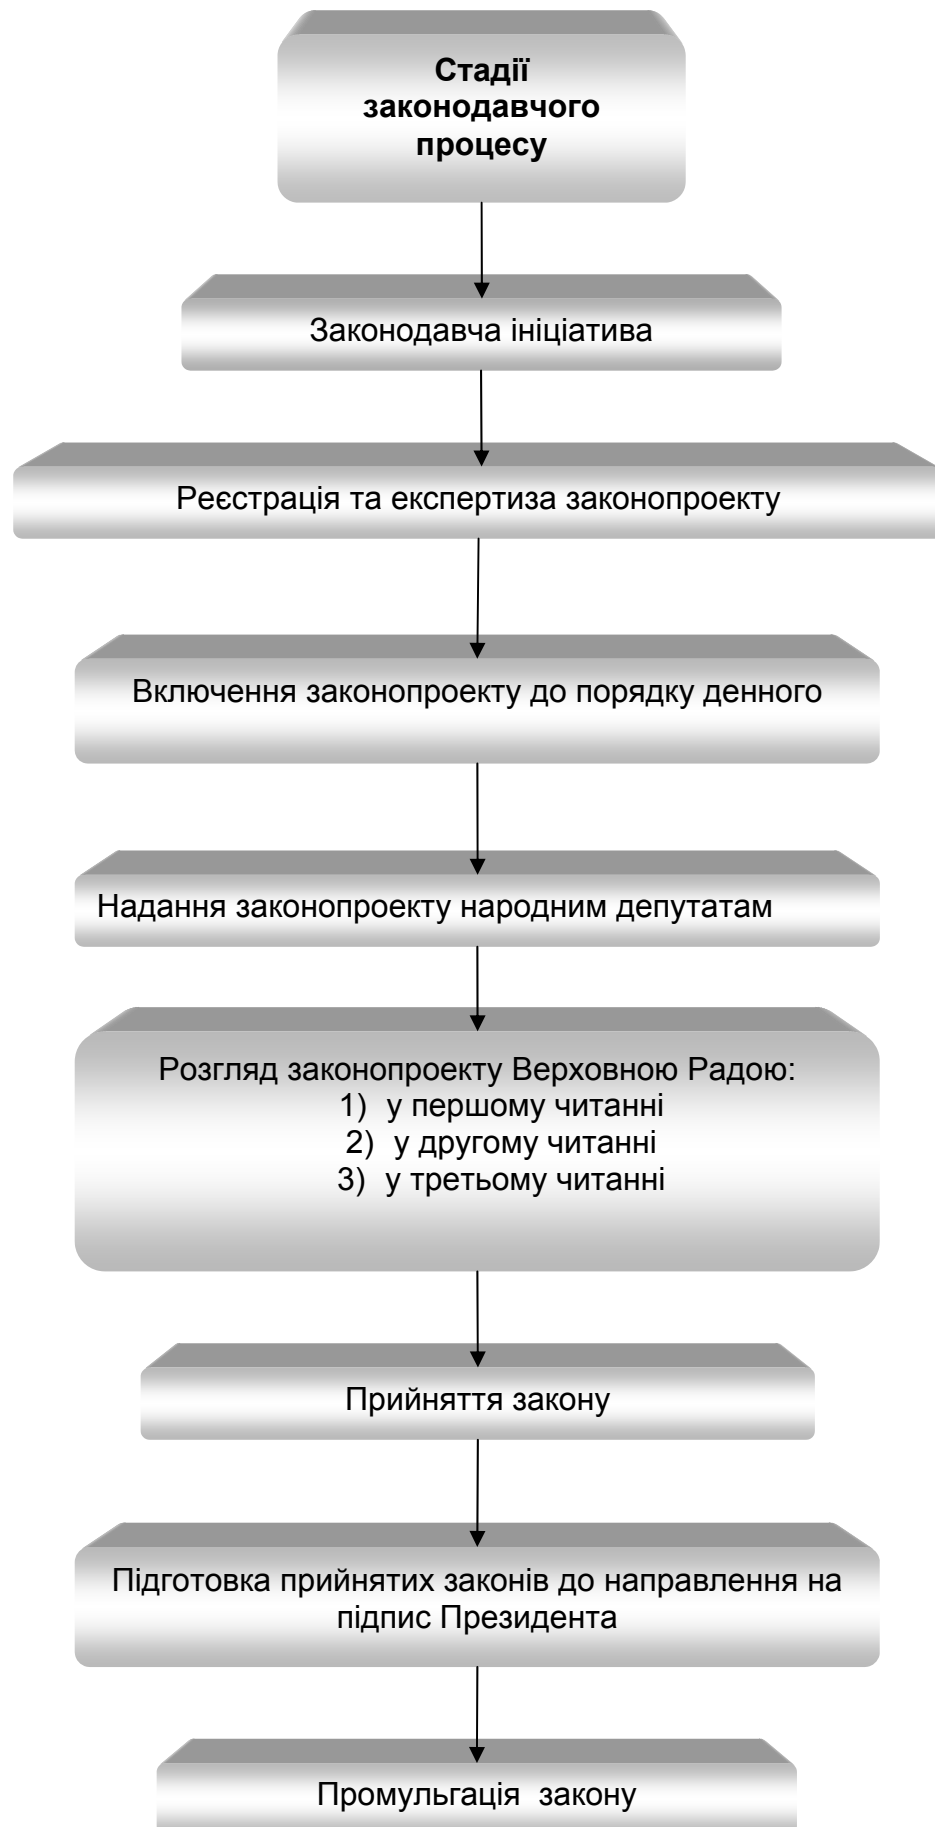 Стадії
законодавчого
процесу
Законодавча ініціатива
Реєстрація та експертиза законопроекту
Включення законопроекту до порядку денного
Надання законопроекту народним депутатам
Розгляд законопроекту Верховною Радою:
1) у першому читанні
2) у другому читанні
3) у третьому читанні
Прийняття закону
Підготовка прийнятих законів до направлення на
підпис Президента
Промульгація закону